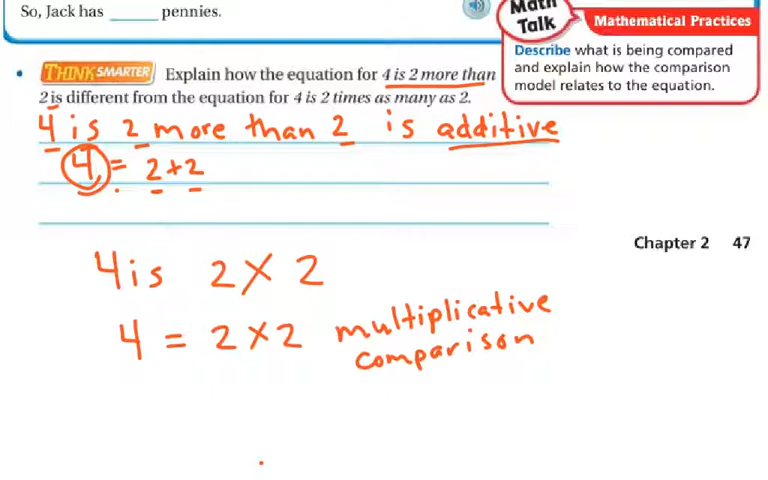 So, Jack has ______ pennies.
Math
Talk
Mathematical Practices
Describe what is being compared
and explain how the comparison
model relates to the equation.
• THINK SMARTER Explain how the equation for 4 is 2 more than
2 is different from the equation for 4 is 2 times as many as 2.
4 is 2 more than 2 is additive
4 = 2 + 2
Chapter 2 47
4 is 2 X 2
4 = 2 X 2 multiplicative
comparison